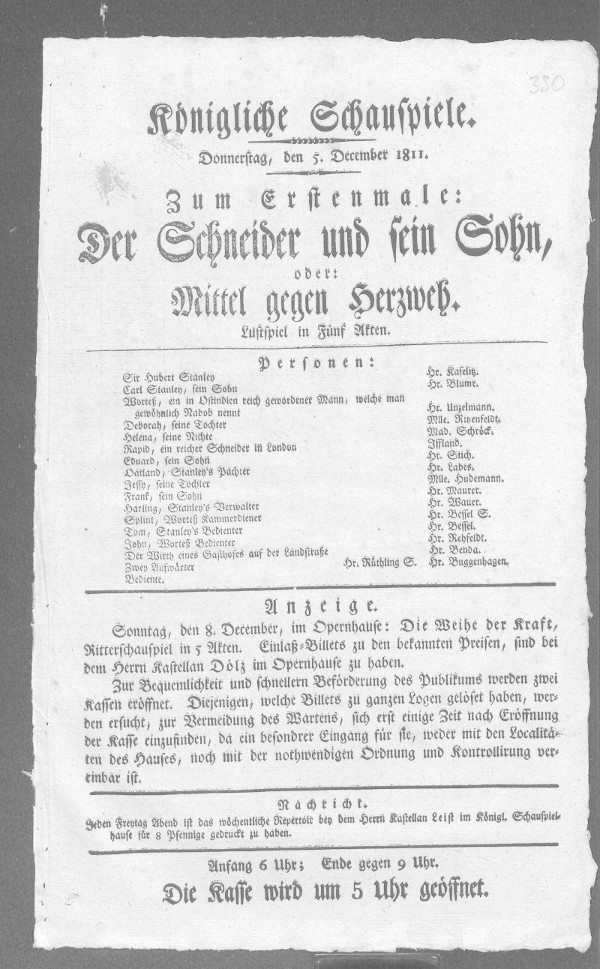 330
Königliche Schauspiele.
Donnerstag, den 5. December 1811.
Zum Erstenmale:
Der Schneider und sein Sohn,
oder:
Mittel gegen Herzweh.
Lustspiel in Fünf Akten.
Personen:
Sir Hubert Stanley Hr. Kaselitz.
Carl Stanley, sein Sohn Hr. Blume.
Worteß, ein in Ostindien reich gewordener Mann, welche man
gewöhnlich Nabob nennt Hr. Unzelmann.
Deborah, seine Tochter Mlle. Ritzenfeldt.
Helena, seine Nichte Mad. Schröck.
Rapid, ein reicher Schneider in London Iffland.
Eduard, sein Sohn Hr. Stich.
Oatland, Stanley's Pächter Hr. Labes.
Jessy, seine Tochter Mlle. Hudemann.
Frank, sein Sohn Hr. Maurer.
Harling, Stanley's Verwalter Hr. Wauer.
Splint, Worteß Kammerdiener Hr. Bessel S.
Tom, Stanley's Bedienter Hr. Bessel.
John, Worteß Bedienter Hr. Rehfeldt.
Der Wirth eines Gasthofes auf der Landstraße Hr. Benda.
Zwey Aufwärter Hr. Rüthling S. Hr. Buggenhagen.
Bediente.
Anzeige.
Sonntag, den 8. December, im Opernhause: Die Weihe der Kraft,
Ritterschauspiel in 5 Akten. Einlaß-Billets zu den bekannten Preisen, sind bei
dem Herrn Kastellan Dölz im Opernhause zu haben.
Zur Bequemlichkeit und schnellern Beförderung des Publikums werden zwei
Kassen eröffnet. Diejenigen, welche Billets zu ganzen Logen gelöset haben, wer-
den ersucht, zur Vermeidung des Wartens, sich erst einige Zeit nach Eröffnung
der Kasse einzufinden, da ein besondrer Eingang für sie, weder mit den Localitä-
ten des Hauses, noch mit der nothwendigen Ordnung und Kontrollirung ver-
einbar ist.
Nachricht.
Jeden Freytag Abend ist das wöchentliche Repertoir bey dem Herrn Kastellan Leist im Königl. Schauspiel-
hause für 8 Pfennige gedruckt zu haben.
Anfang 6 Uhr; Ende gegen 9 Uhr.
Die Kasse wird um 5 Uhr geöffnet.